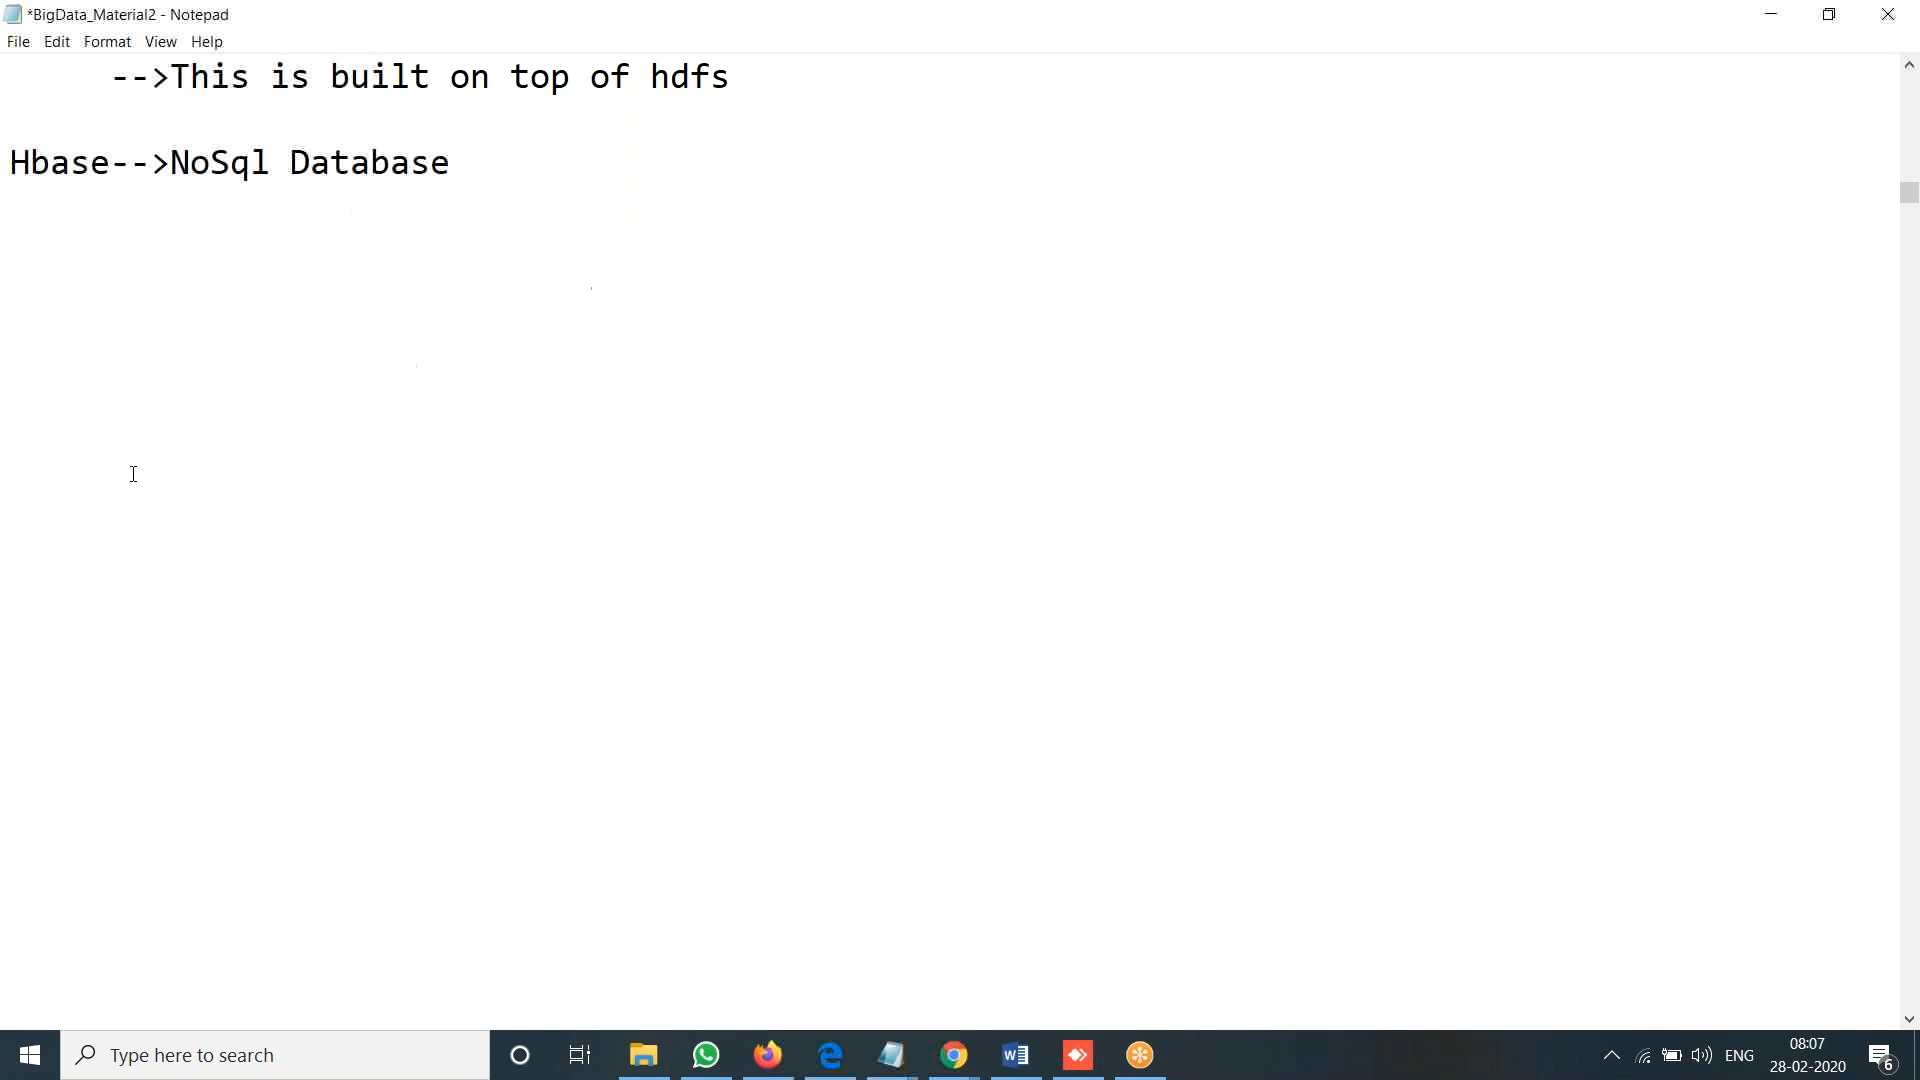 *BigData_Material2 - Notepad
File Edit Format View Help
-->This is built on top of hdfs
Hbase-->NoSql Database
Type here to search
ENG
08:07
28-02-2020
6